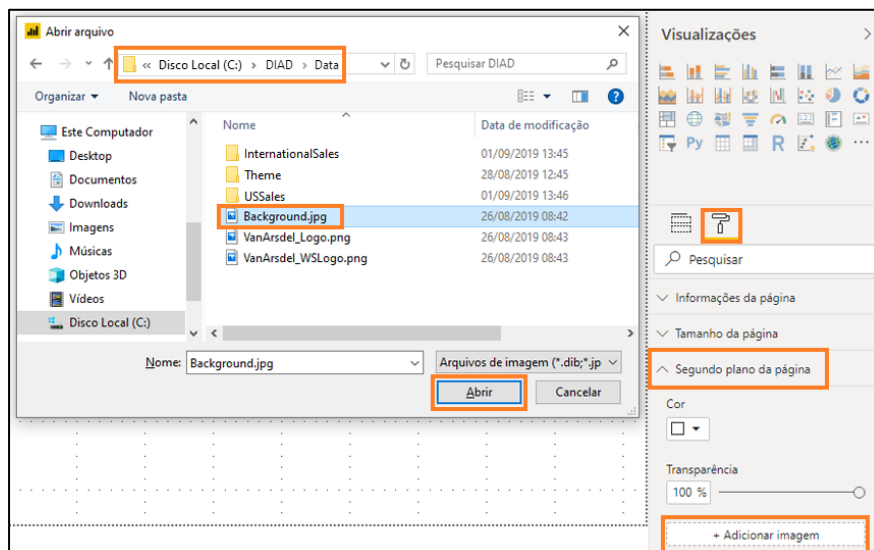 Abrir arquivo
« Disco Local (C:) > DIAD > Data
Pesquisar DIAD
Organizar
Nova pasta
Este Computador
Desktop
Documentos
Downloads
Imagens
Músicas
Objetos 3D
Vídeos
Disco Local (C:)
Nome
Data de modificação
InternationalSales
01/09/2019 13:45
Theme
28/08/2019 12:45
USSales
01/09/2019 13:46
Background.jpg
26/08/2019 08:42
VanArsdel_Logo.png
26/08/2019 08:43
VanArsdel_WSLogo.png
26/08/2019 08:43
Nome:
Background.jpg
Arquivos de imagem (*.dib;*.jp
Abrir
Cancelar
Visualizações
Py
R
Pesquisar
Informações da página
Tamanho da página
Segundo plano da página
Cor
Transparência
100 %
+ Adicionar imagem